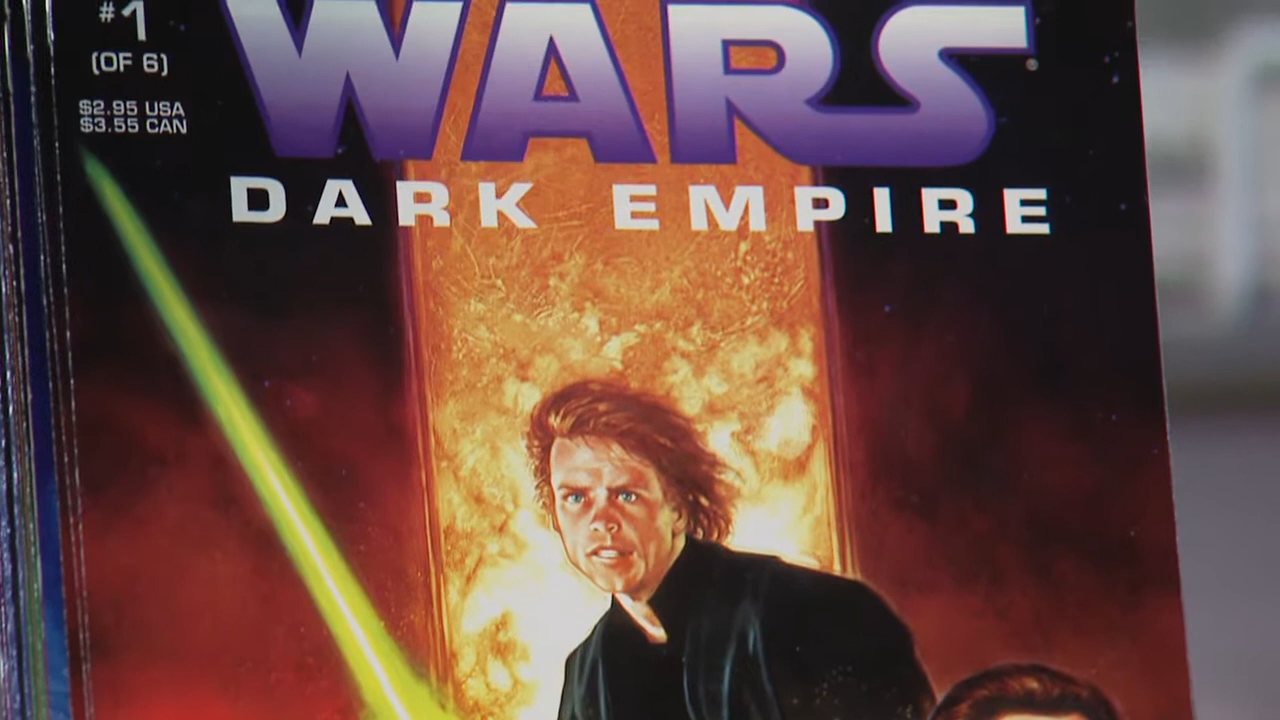 #1
(OF 6)
$2.95 USA
$3.55 CAN
WARS
DARK EMPIRE